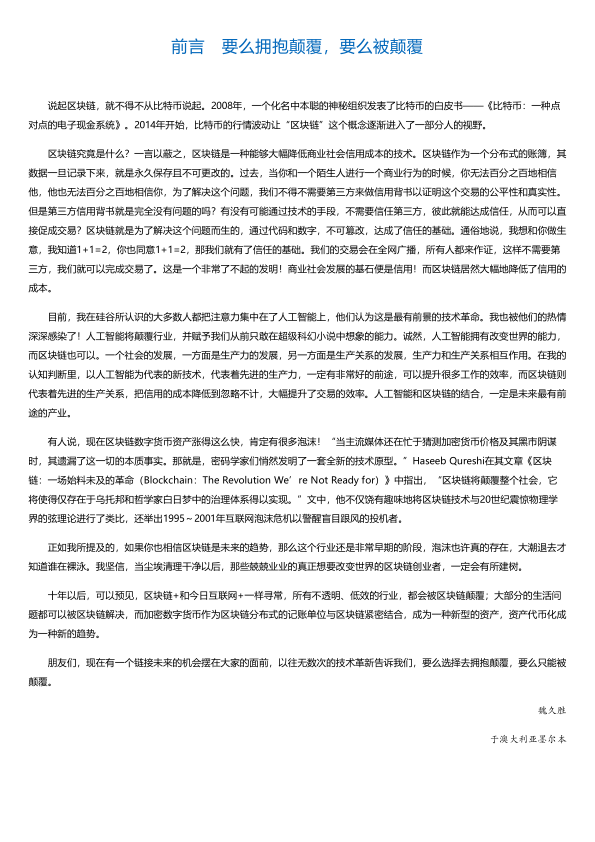 前言　要么拥抱颠覆，要么被颠覆
说起区块链，就不得不从比特币说起。2008年，一个化名中本聪的神秘组织发表了比特币的白皮书——《比特币：一种点
对点的电子现金系统》。2014年开始，比特币的行情波动让“区块链”这个概念逐渐进入了一部分人的视野。
区块链究竟是什么？一言以蔽之，区块链是一种能够大幅降低商业社会信用成本的技术。区块链作为一个分布式的账簿，其
数据一旦记录下来，就是永久保存且不可更改的。过去，当你和一个陌生人进行一个商业行为的时候，你无法百分之百地相信
他，他也无法百分之百地相信你，为了解决这个问题，我们不得不需要第三方来做信用背书以证明这个交易的公平性和真实性。
但是第三方信用背书就是完全没有问题的吗？有没有可能通过技术的手段，不需要信任第三方，彼此就能达成信任，从而可以直
接促成交易？区块链就是为了解决这个问题而生的，通过代码和数字，不可篡改，达成了信任的基础。通俗地说，我想和你做生
意，我知道1+1=2，你也同意1+1=2，那我们就有了信任的基础。我们的交易会在全网广播，所有人都来作证，这样不需要第
三方，我们就可以完成交易了。这是一个非常了不起的发明！商业社会发展的基石便是信用！而区块链居然大幅地降低了信用的
成本。
目前，我在硅谷所认识的大多数人都把注意力集中在了人工智能上，他们认为这是最有前景的技术革命。我也被他们的热情
深深感染了！人工智能将颠覆行业，并赋予我们从前只敢在超级科幻小说中想象的能力。诚然，人工智能拥有改变世界的能力，
而区块链也可以。一个社会的发展，一方面是生产力的发展，另一方面是生产关系的发展，生产力和生产关系相互作用。在我的
认知判断里，以人工智能为代表的新技术，代表着先进的生产力，一定有非常好的前途，可以提升很多工作的效率，而区块链则
代表着先进的生产关系，把信用的成本降低到忽略不计，大幅提升了交易的效率。人工智能和区块链的结合，一定是未来最有前
途的产业。
有人说，现在区块链数字货币资产涨得这么快，肯定有很多泡沫！“当主流媒体还在忙于猜测加密货币价格及其黑市阴谋
时，其遗漏了这一切的本质事实。那就是，密码学家们悄然发明了一套全新的技术原型。”Haseeb Qureshi在其文章《区块
链：一场始料未及的革命（Blockchain：The Revolution We’re Not Ready for）》中指出，“区块链将颠覆整个社会，它
将使得仅存在于乌托邦和哲学家白日梦中的治理体系得以实现。”文中，他不仅饶有趣味地将区块链技术与20世纪震惊物理学
界的弦理论进行了类比，还举出1995～2001年互联网泡沫危机以警醒盲目跟风的投机者。
正如我所提及的，如果你也相信区块链是未来的趋势，那么这个行业还是非常早期的阶段，泡沫也许真的存在，大潮退去才
知道谁在裸泳。我坚信，当尘埃清理干净以后，那些兢兢业业的真正想要改变世界的区块链创业者，一定会有所建树。
十年以后，可以预见，区块链+和今日互联网+一样寻常，所有不透明、低效的行业，都会被区块链颠覆；大部分的生活问
题都可以被区块链解决，而加密数字货币作为区块链分布式的记账单位与区块链紧密结合，成为一种新型的资产，资产代币化成
为一种新的趋势。
朋友们，现在有一个链接未来的机会摆在大家的面前，以往无数次的技术革新告诉我们，要么选择去拥抱颠覆，要么只能被
颠覆。
魏久胜
于澳大利亚墨尔本